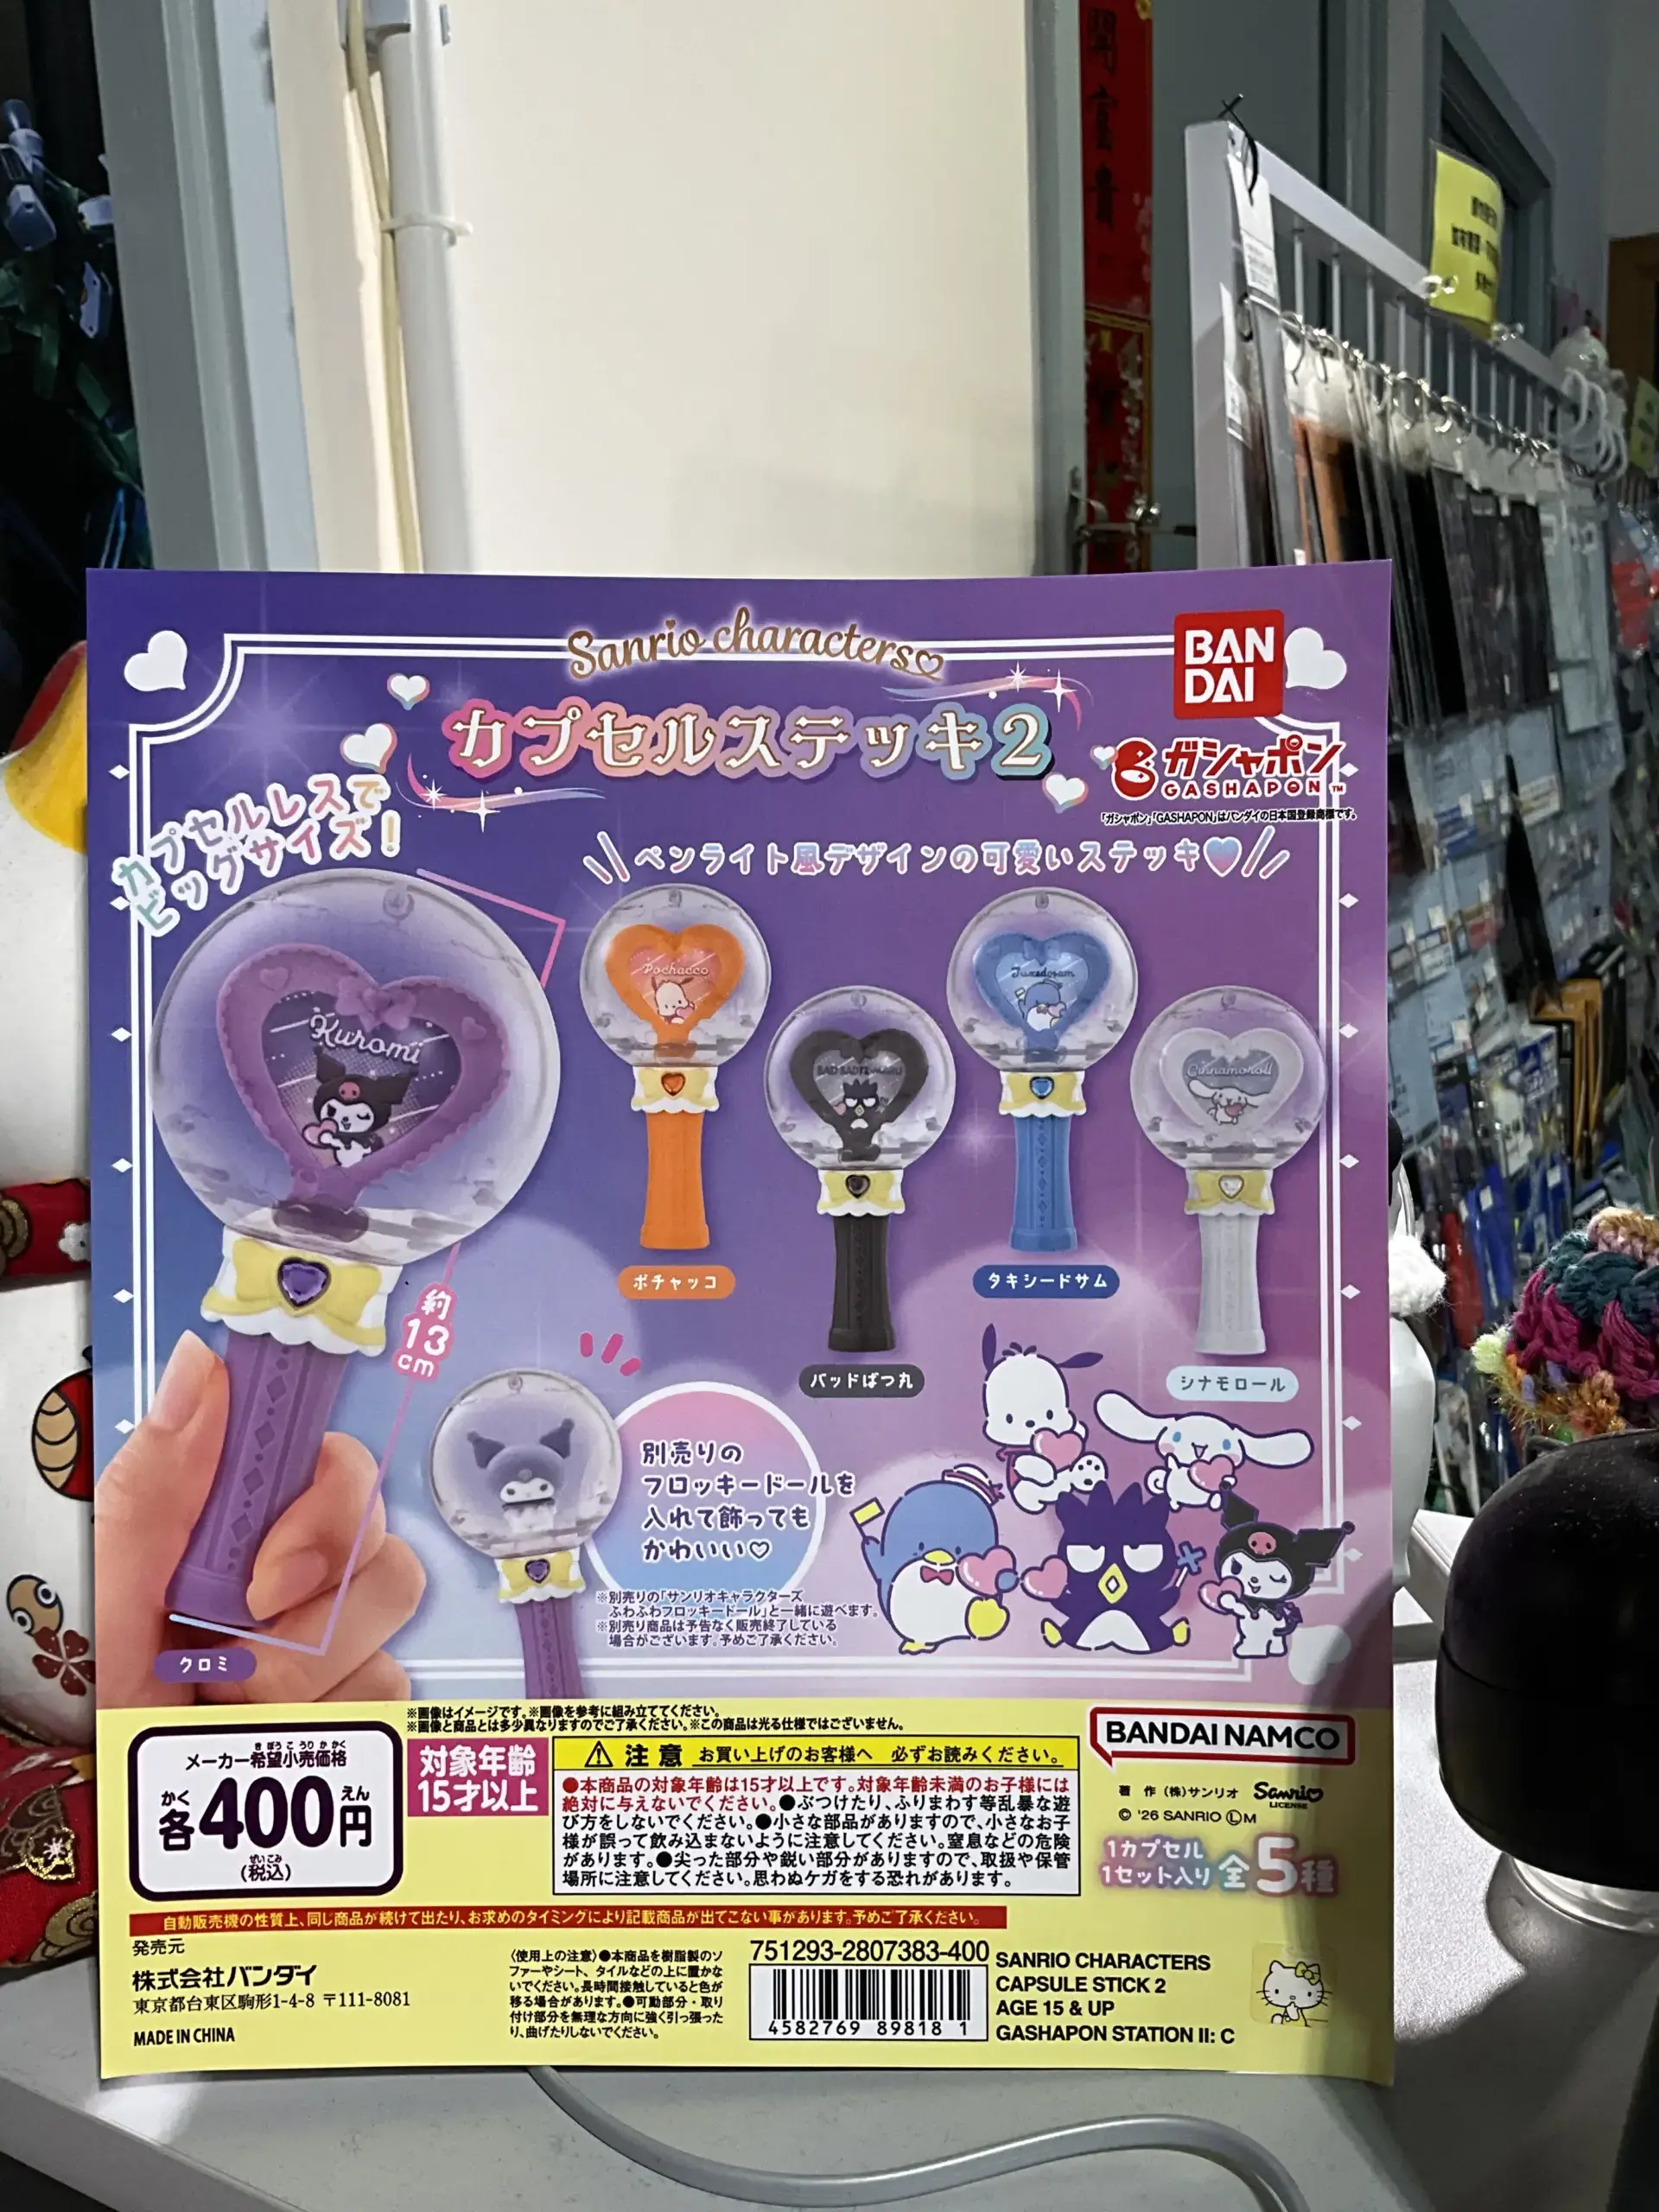 Sanrio characters
BAN
DAI
カプセルステッキ2
ガシャポン
GASHAPON™
「ガシャポン」「GASHAPON」はバンダイの日本国登録商標です。
カプセルレスで
ビッグサイズ!
ペンライト風デザインの可愛いステッキ
Kuromi
Pochacco
BAD BADTZ-MARU
Tuxedosam
Cinnamoroll
ポチャッコ
タキシードサム
バッドばつ丸
シナモロール
約
13
cm
クロミ
別売りの
フロッキードールを
入れて飾っても
かわいい♡
※別売りの「サンリオキャラクターズ
ふわふわフロッキードール」と一緒に遊べます。
※別売り商品は予告なく販売終了している
場合がございます。予めご了承ください。
※画像はイメージです。※画像を参考に組み立ててください。
※画像と商品とは多少異なりますのでご了承ください。※この商品は光る仕様ではございません。
メーカー希望小売価格
きぼうこうりかかく
各400円
かく
えん
(税込)
ぜいこみ
対象年齢
15才以上
注意 お買い上げのお客様へ 必ずお読みください。
●本商品の対象年齢は15才以上です。対象年齢未満のお子様には
絶対に与えないでください。●ぶつけたり、ふりまわす等乱暴な遊
び方をしないでください。●小さな部品がありますので、小さなお子
様が誤って飲み込まないように注意してください。窒息などの危険
があります。●尖った部分や鋭い部分がありますので、取扱や保管
場所に注意してください。思わぬケガをする恐れがあります。
BANDAI NAMCO
著 作 (株)サンリオ Sanrio
LICENSE
© '26 SANRIO ⓁM
1カプセル
1セット入り 全5種
自動販売機の性質上、同じ商品が続けて出たり、お求めのタイミングにより記載商品が出てこない事があります。予めご了承ください。
発売元
株式会社バンダイ
東京都台東区駒形1-4-8 〒111-8081
MADE IN CHINA
〈使用上の注意〉●本商品を樹脂製のソ
ファーやシート、タイルなどの上に置かな
いでください。長時間接触していると色が
移る場合があります。●可動部分・取り
付け部分を無理な方向に強く引っ張った
り、曲げたりしないでください。
751293-2807383-400
4582769 89818 1
SANRIO CHARACTERS
CAPSULE STICK 2
AGE 15 & UP
GASHAPON STATION II: C